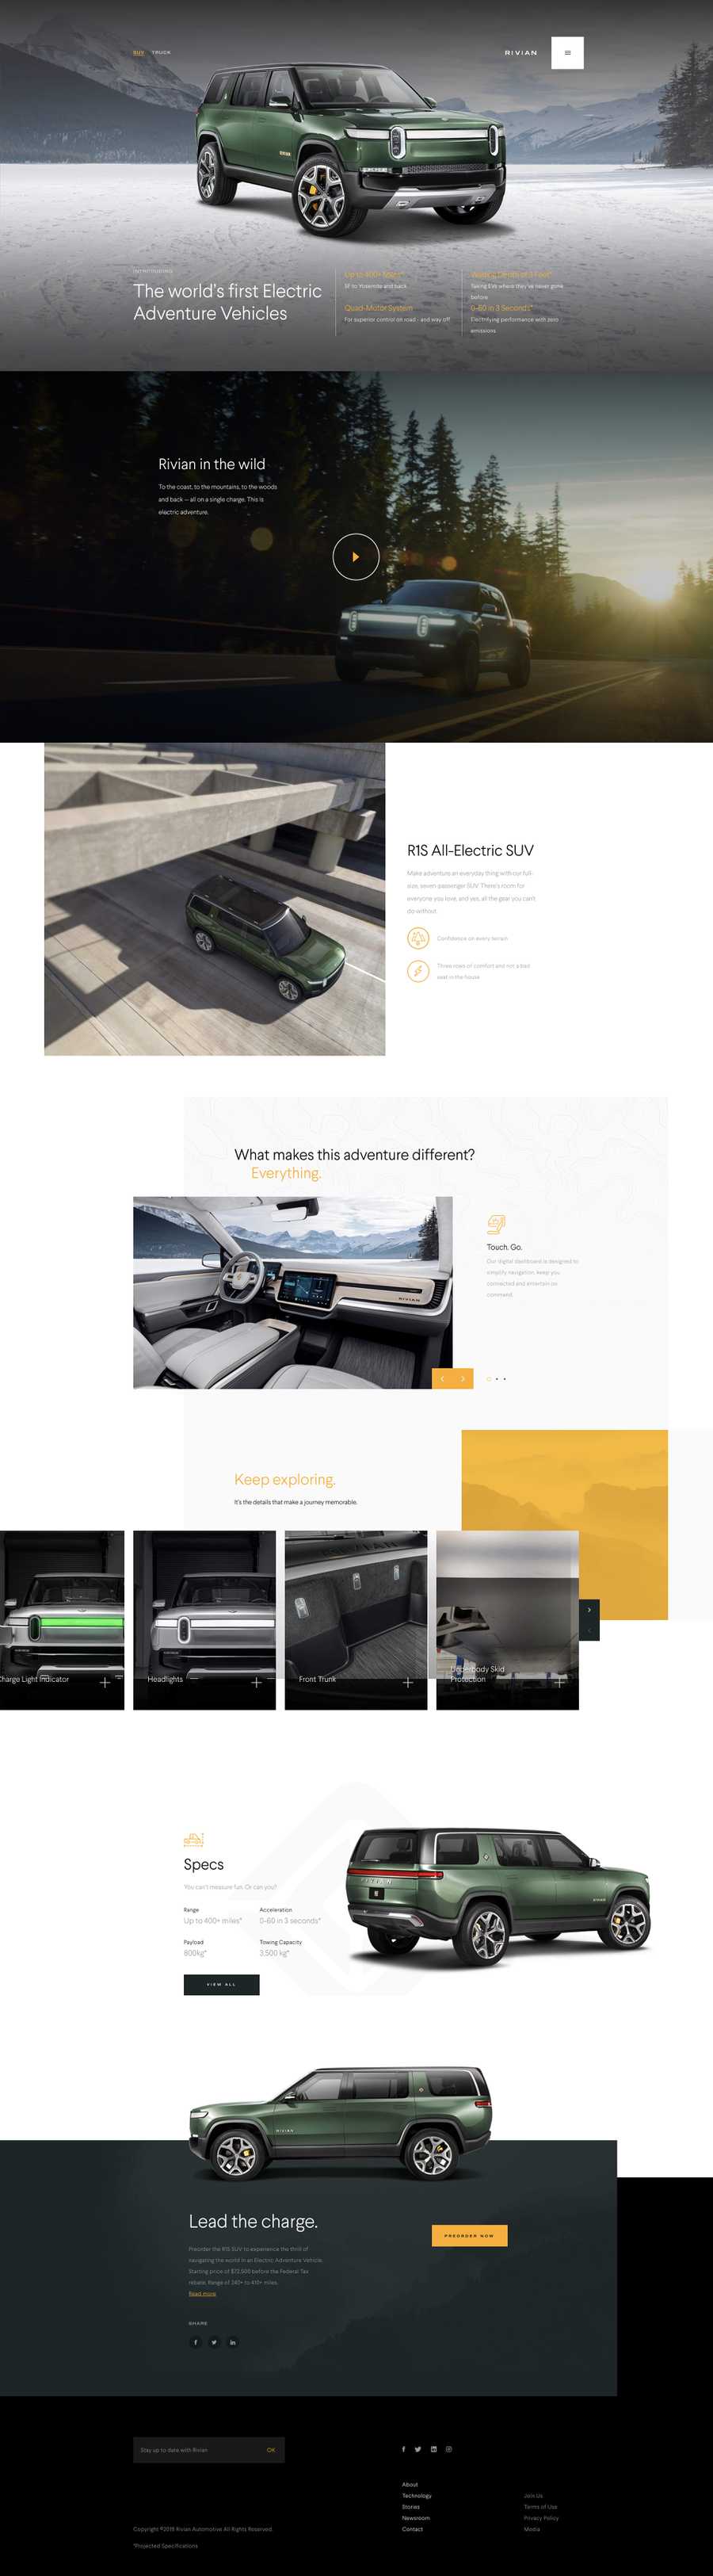 SUV TRUCK
RIVIAN
INTRODUCING
The world's first Electric
Adventure Vehicles
Up to 400+ Miles*
SF to Yosemite and back
Quad-Motor System
For superior control on road - and way off
Wading Depth of 3 Feet*
Taking EVs where they've never gone
before
0-60 in 3 Seconds*
Electrifying performance with zero
emissions
Rivian in the wild
To the coast, to the mountains, to the woods
and back — all on a single charge. This is
electric adventure.
R1S All-Electric SUV
Make adventure an everyday thing with our full-
size, seven passenger SUV. There's room for
everyone you love, and yes, all the gear you can't
do without.
Confidence on every terrain
Three rows of comfort and not a bad
seat in the house
What makes this adventure different?
Everything.
RIVIAN
Touch. Go.
Our digital dashboard is designed to
simplify navigation, keep you
connected and entertain on
command.
Keep exploring.
It's the details that make a journey memorable.
Charge Light Indicator
Headlights
Front Trunk
Underbody Skid
Protection
Specs
You can't measure fun. Or can you?
Range
Up to 400+ miles*
Acceleration
0-60 in 3 seconds*
Payload
800kg*
Towing Capacity
3,500 kg*
VIEW ALL
RIVIAN
RIVIAN
Lead the charge.
Preorder the R1S SUV to experience the thrill of
navigating the world in an Electric Adventure Vehicle.
Starting price of $72,500 before the Federal Tax
rebate. Range of 240+ to 410+ miles.
Read more
PREORDER NOW
SHARE
Stay up to date with Rivian
OK
About
Technology
Stories
Newsroom
Contact
Join Us
Terms of Use
Privacy Policy
Media
Copyright ©2018 Rivian Automotive All Rights Reserved.
*Projected Specifications